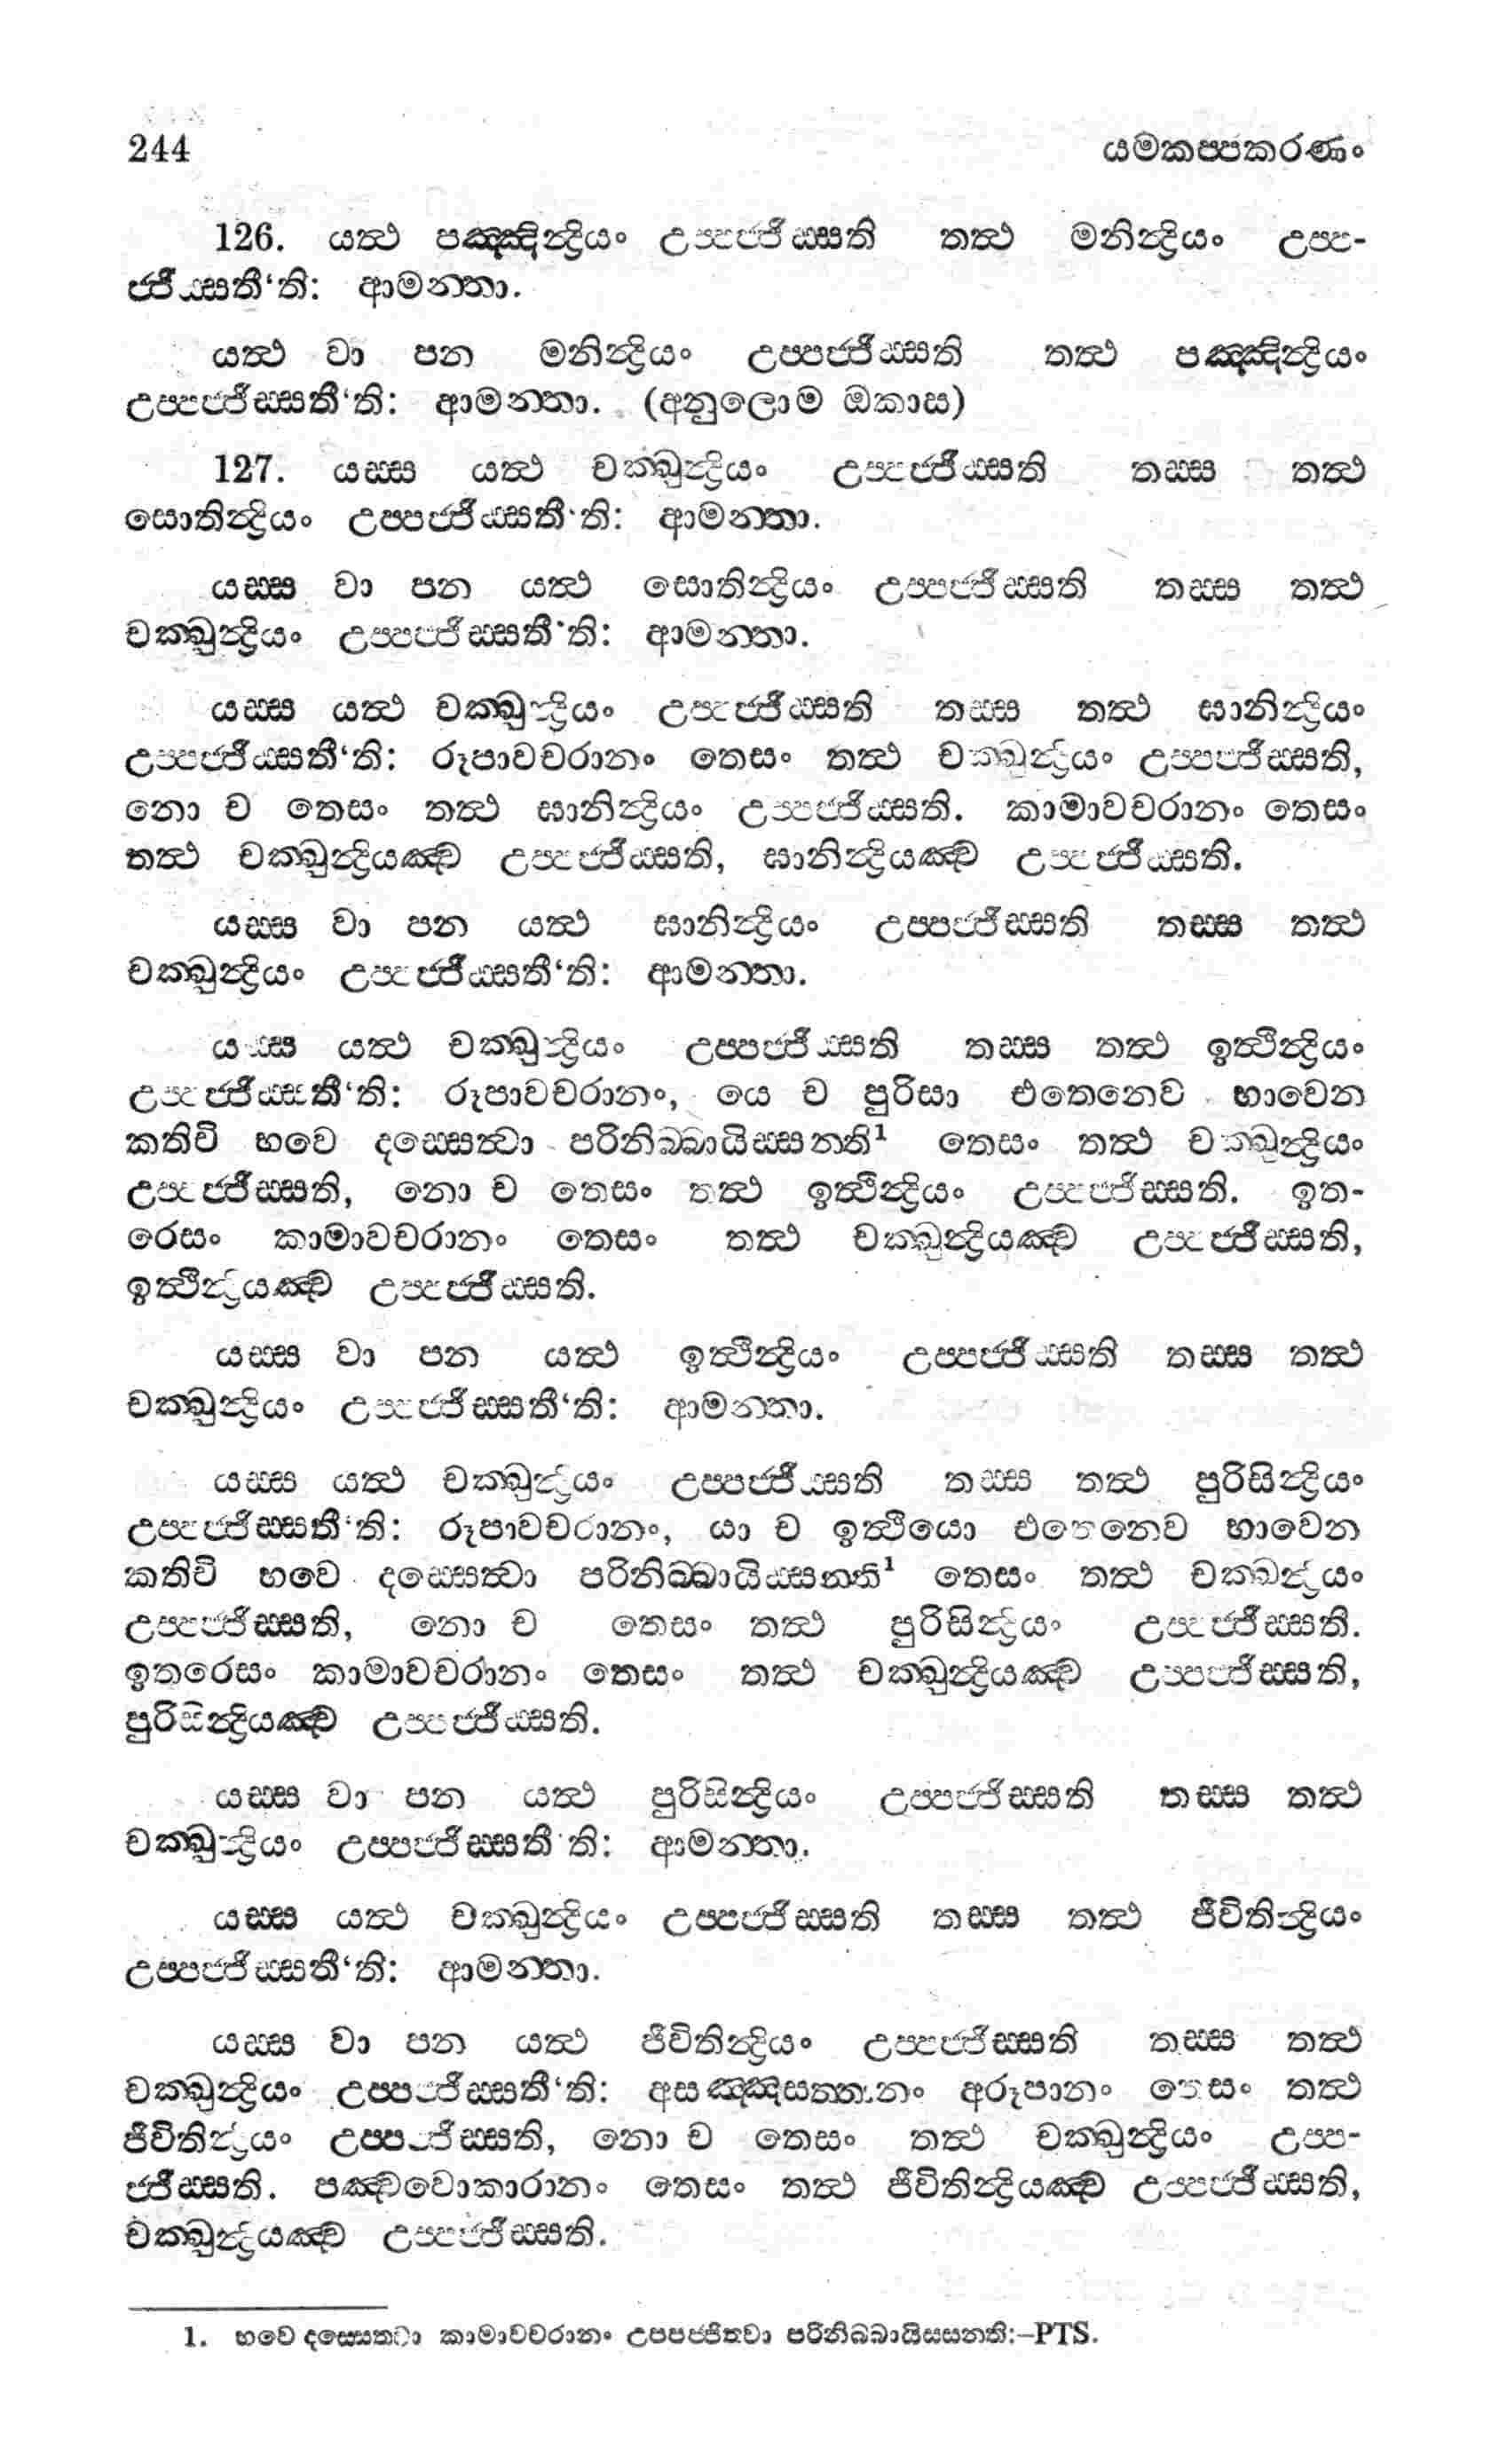 244 යමකප්පකරණං
126. යත්ථ පඤ්ඤින්ද්‍රියං උප්පජ්ජිස්සති තත්ථ මනින්ද්‍රියං උප්ප-
ජ්ජිස්සතී‘ති: ආමන්තා.
යත්ථ වා පන මනින්ද්‍රියං උප්පජ්ජිස්සති තත්ථ පඤ්ඤින්ද්‍රියං
උප්පජ්ජිස්සතී‘ති: ආමන්තා. (අනුලොම ඔකාස)
127. යස්ස යත්ථ චක්ඛුන්ද්‍රියං උප්පජ්ජිස්සති තස්ස තත්ථ
සොතින්ද්‍රියං උප්පජ්ජිස්සතී‘ති: ආමන්තා.
යස්ස වා පන යත්ථ සොතින්ද්‍රියං උප්පජ්ජිස්සති තස්ස තත්ථ
චක්ඛුන්ද්‍රියං උප්පජ්ජිස්සතී‘ති: ආමන්තා.
යස්ස යත්ථ චක්ඛුන්ද්‍රියං උප්පජ්ජිස්සති තස්ස තත්ථ ඝානින්ද්‍රියං
උප්පජ්ජිස්සතී‘ති: රූපාවචරානං තෙසං තත්ථ චක්ඛුන්ද්‍රියං උප්පජ්ජිස්සති,
නො ච තෙසං තත්ථ ඝානින්ද්‍රියං උප්පජ්ජිස්සති. කාමාවචරානං තෙසං
තත්ථ චක්ඛුන්ද්‍රියඤ්ච උප්පජ්ජිස්සති, ඝානින්ද්‍රියඤ්ච උප්පජ්ජිස්සති.
යස්ස වා පන යත්ථ ඝානින්ද්‍රියං උප්පජ්ජිස්සති තස්ස තත්ථ
චක්ඛුන්ද්‍රියං උප්පජ්ජිස්සතී‘ති: ආමන්තා.
යස්ස යත්ථ චක්ඛුන්ද්‍රියං උප්පජ්ජිස්සති තස්ස තත්ථ ඉත්ථින්ද්‍රියං
උප්පජ්ජිස්සතී‘ති: රූපාවචරානං, යෙ ච පුරිසා එතෙනෙව භාවෙන
කතිචි භවෙ දස්සෙත්වා පරිනිබ්බායිස්සන්ති¹ තෙසං තත්ථ චක්ඛුන්ද්‍රියං
උප්පජ්ජිස්සති, නො ච තෙසං තත්ථ ඉත්ථින්ද්‍රියං උප්පජ්ජිස්සති. ඉත-
රෙසං කාමාවචරානං තෙසං තත්ථ චක්ඛුන්ද්‍රියඤ්ච උප්පජ්ජිස්සති,
ඉත්ථින්ද්‍රියඤ්ච උප්පජ්ජිස්සති.
යස්ස වා පන යත්ථ ඉත්ථින්ද්‍රියං උප්පජ්ජිස්සති තස්ස තත්ථ
චක්ඛුන්ද්‍රියං උප්පජ්ජිස්සතී‘ති: ආමන්තා.
යස්ස යත්ථ චක්ඛුන්ද්‍රියං උප්පජ්ජිස්සති තස්ස තත්ථ පුරිසින්ද්‍රියං
උප්පජ්ජිස්සතී‘ති: රූපාවචරානං, යා ච ඉත්ථියො එතෙනෙව භාවෙන
කතිචි භවෙ දස්සෙත්වා පරිනිබ්බායිස්සන්ති¹ තෙසං තත්ථ චක්ඛුන්ද්‍රියං
උප්පජ්ජිස්සති, නො ච තෙසං තත්ථ පුරිසින්ද්‍රියං උප්පජ්ජිස්සති.
ඉතරෙසං කාමාවචරානං තෙසං තත්ථ චක්ඛුන්ද්‍රියඤ්ච උප්පජ්ජිස්සති,
පුරිසින්ද්‍රියඤ්ච උප්පජ්ජිස්සති.
යස්ස වා පන යත්ථ පුරිසින්ද්‍රියං උප්පජ්ජිස්සති තස්ස තත්ථ
චක්ඛුන්ද්‍රියං උප්පජ්ජිස්සතී‘ති: ආමන්තා.
යස්ස යත්ථ චක්ඛුන්ද්‍රියං උප්පජ්ජිස්සති තස්ස තත්ථ ජීවිතින්ද්‍රියං
උප්පජ්ජිස්සතී‘ති: ආමන්තා.
යස්ස වා පන යත්ථ ජීවිතින්ද්‍රියං උප්පජ්ජිස්සති තස්ස තත්ථ
චක්ඛුන්ද්‍රියං උප්පජ්ජිස්සතී‘ති: අසඤ්ඤසත්තානං අරූපානං තෙසං තත්ථ
ජීවිතින්ද්‍රියං උප්පජ්ජිස්සති, නො ච තෙසං තත්ථ චක්ඛුන්ද්‍රියං උප්ප-
ජ්ජිස්සති. පඤ්චවොකාරානං තෙසං තත්ථ ජීවිතින්ද්‍රියඤ්ච උප්පජ්ජිස්සති,
චක්ඛුන්ද්‍රියඤ්ච උප්පජ්ජිස්සති.
1. භවෙ දස්සෙත්වා කාමාවචරානං උපපජ්ජිත්වා පරිනිබ්බායිස්සන්ති:–PTS.